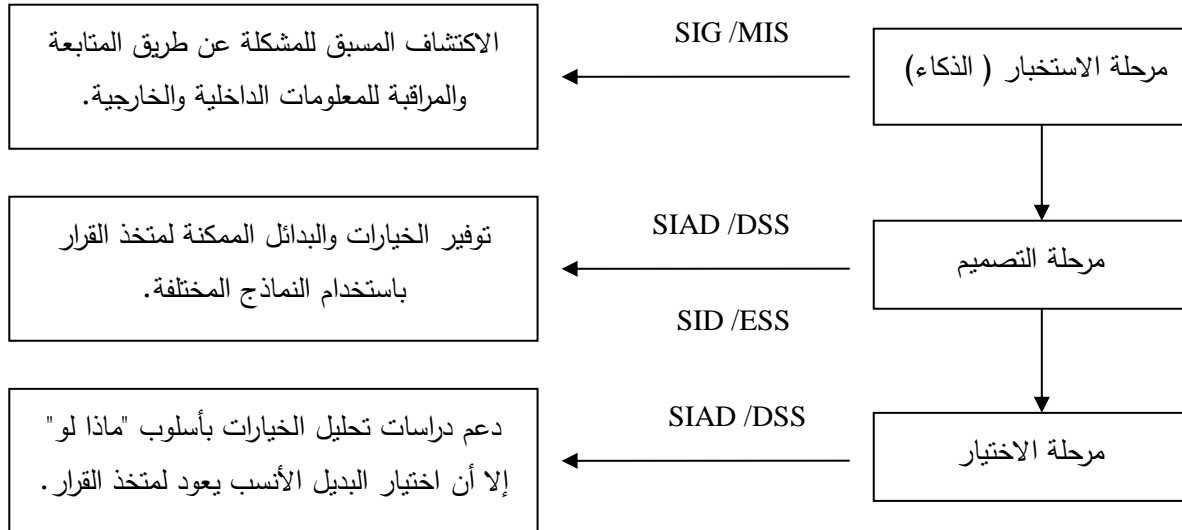 مرحلة الاستخبار ( الذكاء)
SIG /MIS
الاكتشاف المسبق للمشكلة عن طريق المتابعة
والمراقبة للمعلومات الداخلية والخارجية.
مرحلة التصميم
SIAD /DSS
SID /ESS
توفير الخيارات والبدائل الممكنة لمتخذ القرار
باستخدام النماذج المختلفة.
مرحلة الاختيار
SIAD /DSS
دعم دراسات تحليل الخيارات بأسلوب "ماذا لو"
إلا أن اختيار البديل الأنسب يعود لمتخذ القرار.